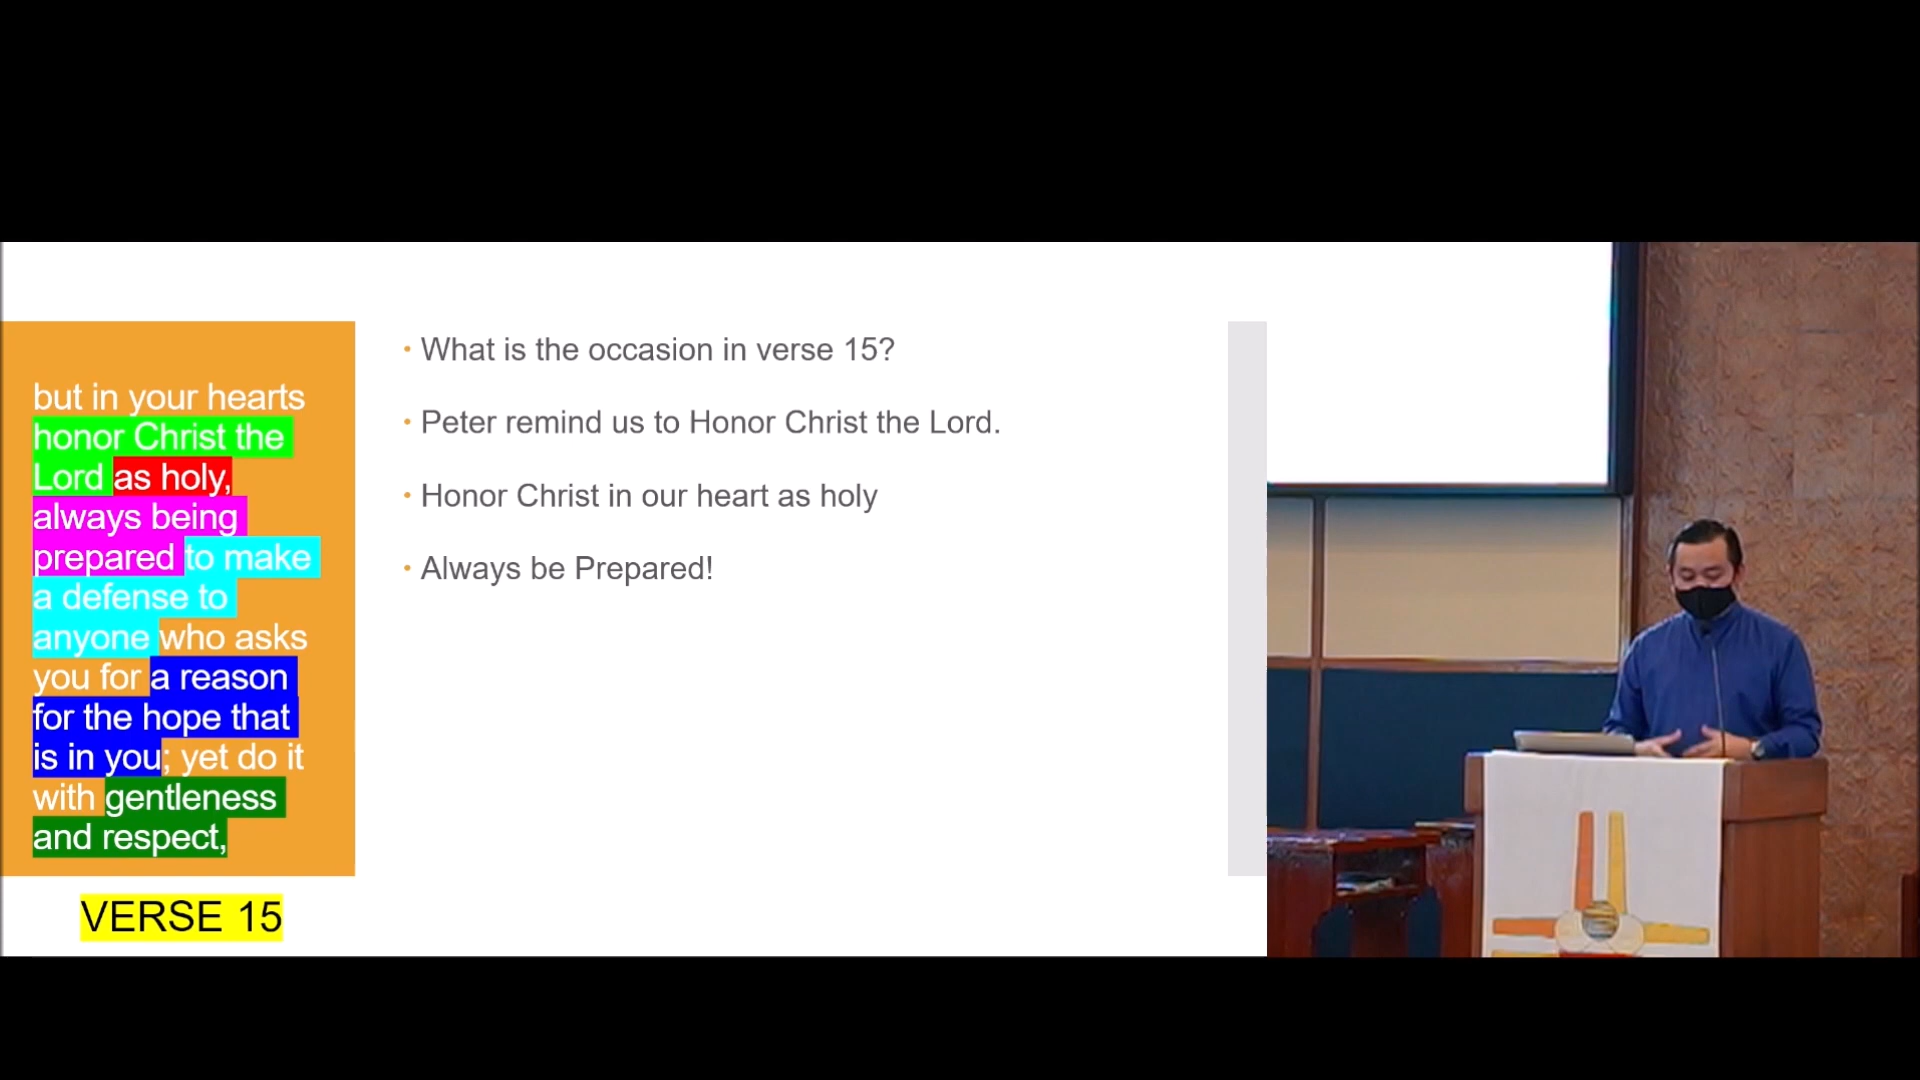 but in your hearts
honor Christ the
Lord as holy,
always being
prepared to make
a defense to
anyone who asks
you for a reason
for the hope that
is in you; yet do it
with gentleness
and respect,
VERSE 15
• What is the occasion in verse 15?
• Peter remind us to Honor Christ the Lord.
• Honor Christ in our heart as holy
• Always be Prepared!